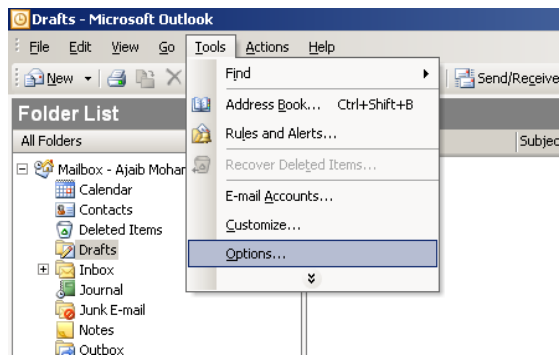 Drafts - Microsoft Outlook
File Edit View Go Tools Actions Help
New Send/Receive
Find
Folder List
Address Book... Ctrl+Shift+B
All Folders
Rules and Alerts...
Subjec
Mailbox - Ajaib Mohar
Recover Deleted Items...
Calendar
E-mail Accounts...
Contacts
Customize...
Deleted Items
Drafts
Options...
Inbox
Journal
Junk E-mail
Notes
Outbox